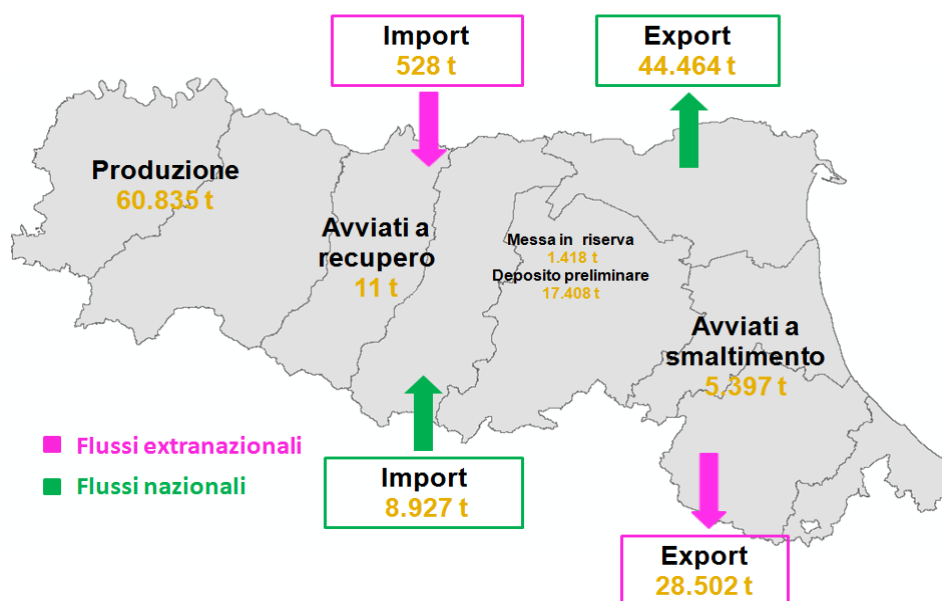 Import
528 t
Export
44.464 t
Produzione
60.835 t
Avviati a
recupero
11 t
Messa in riserva
1.418 t
Deposito preliminare
17.408 t
Avviati a
smaltimento
5.397 t
Flussi extranazionali
Flussi nazionali
Import
8.927 t
Export
28.502 t